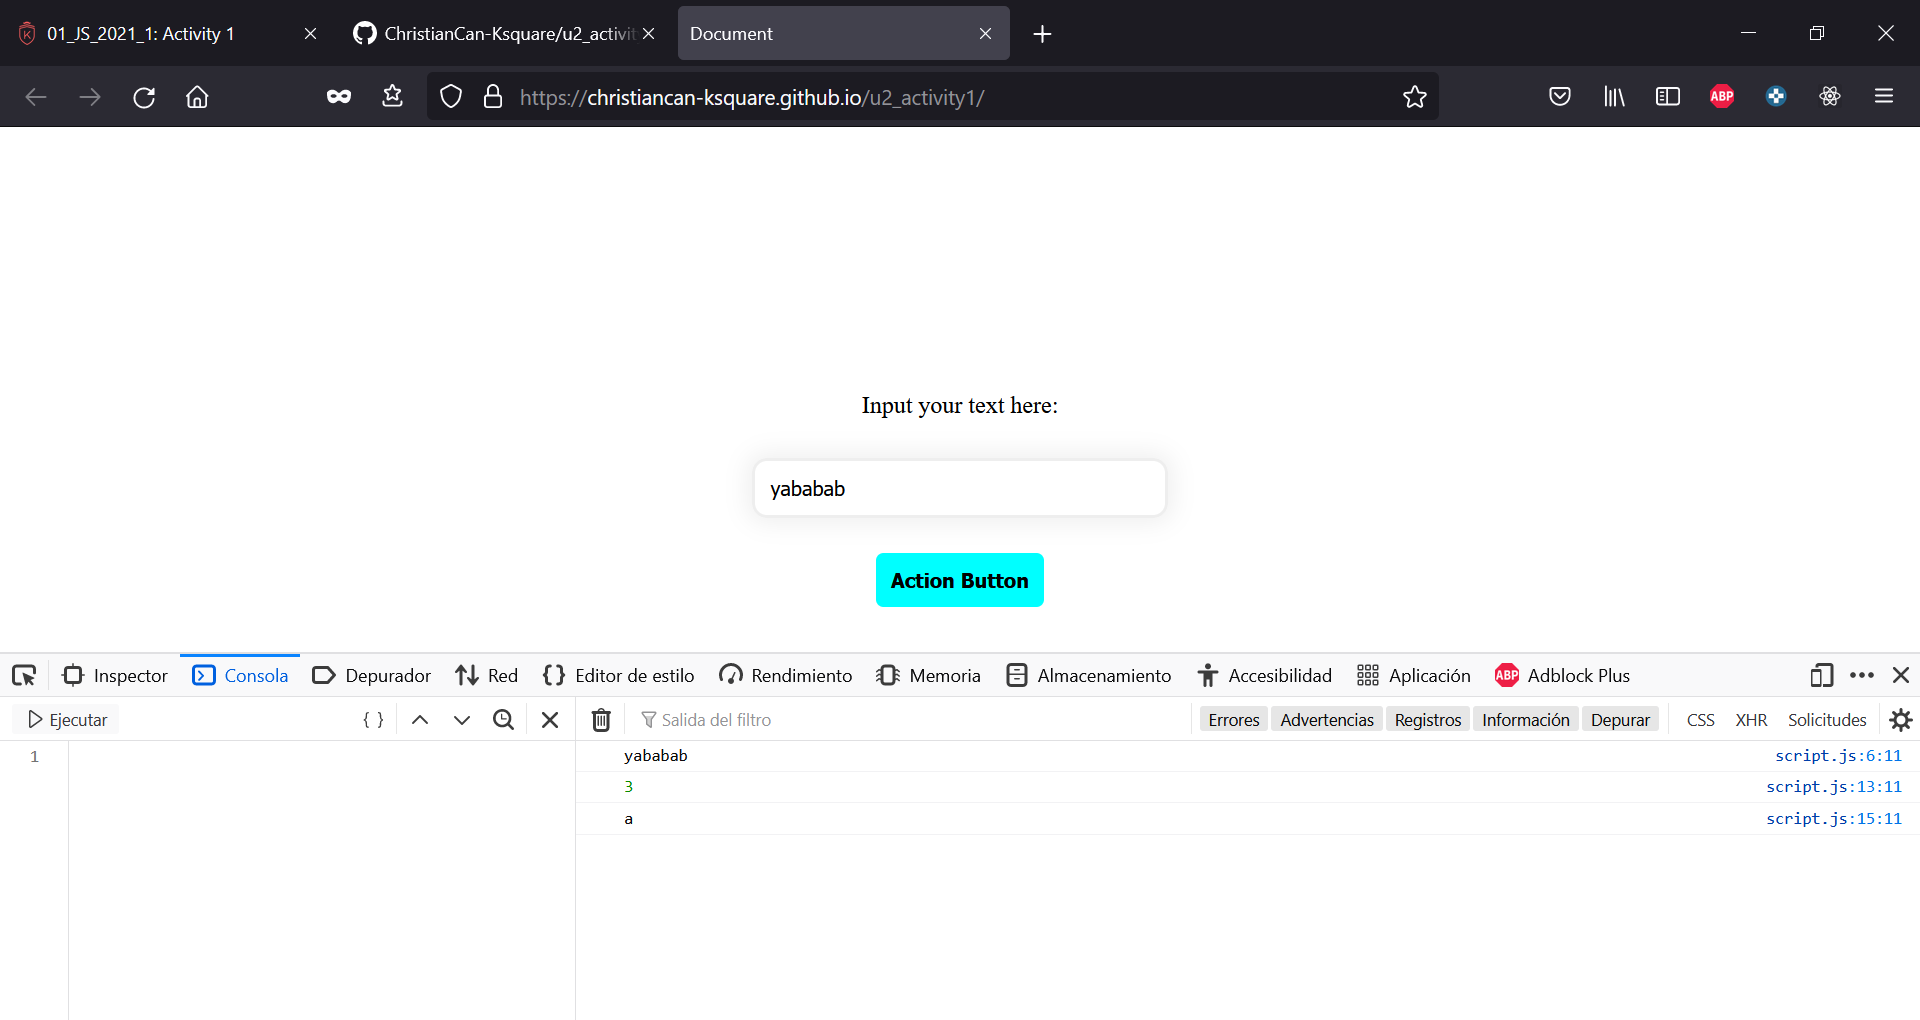 01_JS_2021_1: Activity 1
ChristianCan-Ksquare/u2_activit
Document
https://christiancan-ksquare.github.io/u2_activity1/
ABP
Input your text here:
yababab
Action Button
Inspector
Consola
Depurador
Red
{} Editor de estilo
Rendimiento
Memoria
Almacenamiento
Accesibilidad
Aplicación
ABP Adblock Plus
Ejecutar
{ }
Salida del filtro
Errores
Advertencias
Registros
Información
Depurar
CSS
XHR
Solicitudes
1
yababab script.js:6:11
3 script.js:13:11
a script.js:15:11